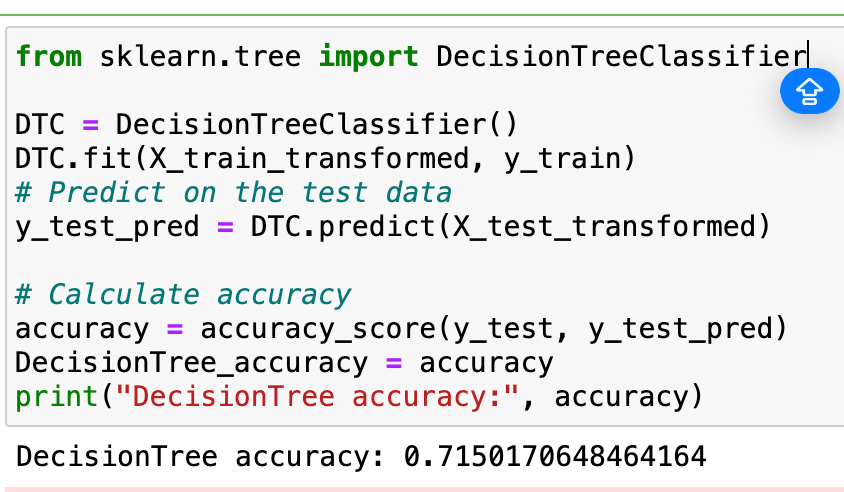 from sklearn.tree import DecisionTreeClassifier
DTC = DecisionTreeClassifier()
DTC.fit(X_train_transformed, y_train)
# Predict on the test data
y_test_pred = DTC.predict(X_test_transformed)
# Calculate accuracy
accuracy = accuracy_score(y_test, y_test_pred)
DecisionTree_accuracy = accuracy
print("DecisionTree accuracy:", accuracy)
DecisionTree accuracy: 0.7150170648464164